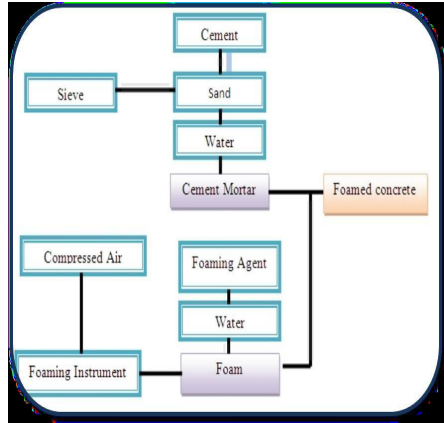 Cement
Sieve
Sand
Water
Cement Mortar
Foamed concrete
Compressed Air
Foaming Agent
Water
Foaming Instrument
Foam